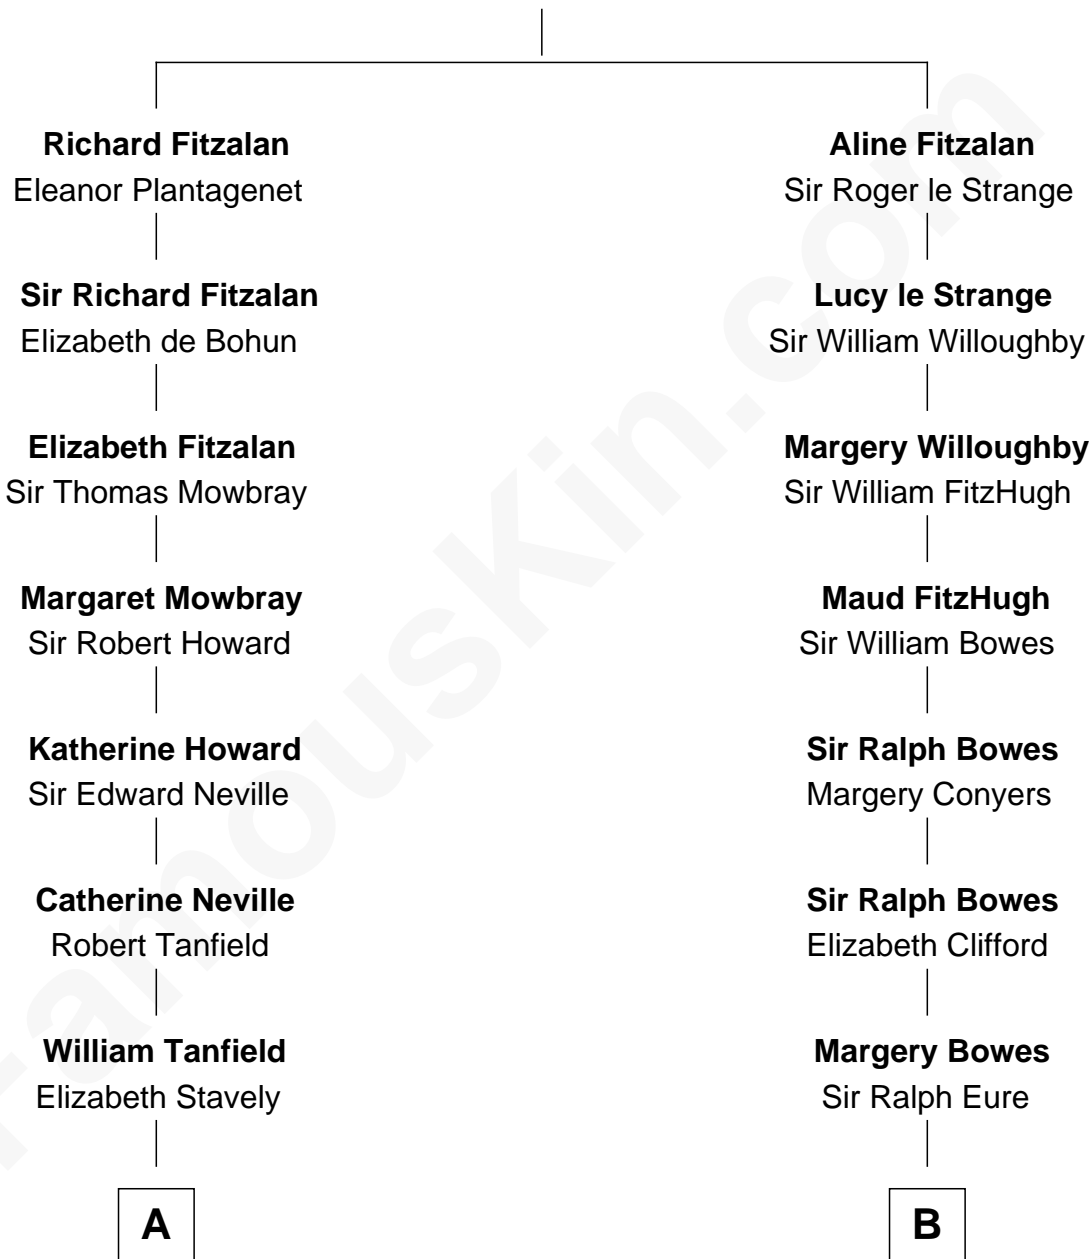 Richard Fitzalan
Eleanor Plantagenet
Aline Fitzalan
Sir Roger le Strange
Sir Richard Fitzalan
Elizabeth de Bohun
Lucy le Strange
Sir William Willoughby
Elizabeth Fitzalan
Sir Thomas Mowbray
Margery Willoughby
Sir William FitzHugh
Margaret Mowbray
Sir Robert Howard
Maud FitzHugh
Sir William Bowes
Katherine Howard
Sir Edward Neville
Sir Ralph Bowes
Margery Conyers
Catherine Neville
Robert Tanfield
Sir Ralph Bowes
Elizabeth Clifford
William Tanfield
Elizabeth Stavely
Margery Bowes
Sir Ralph Eure
A
B
FamousKin.com